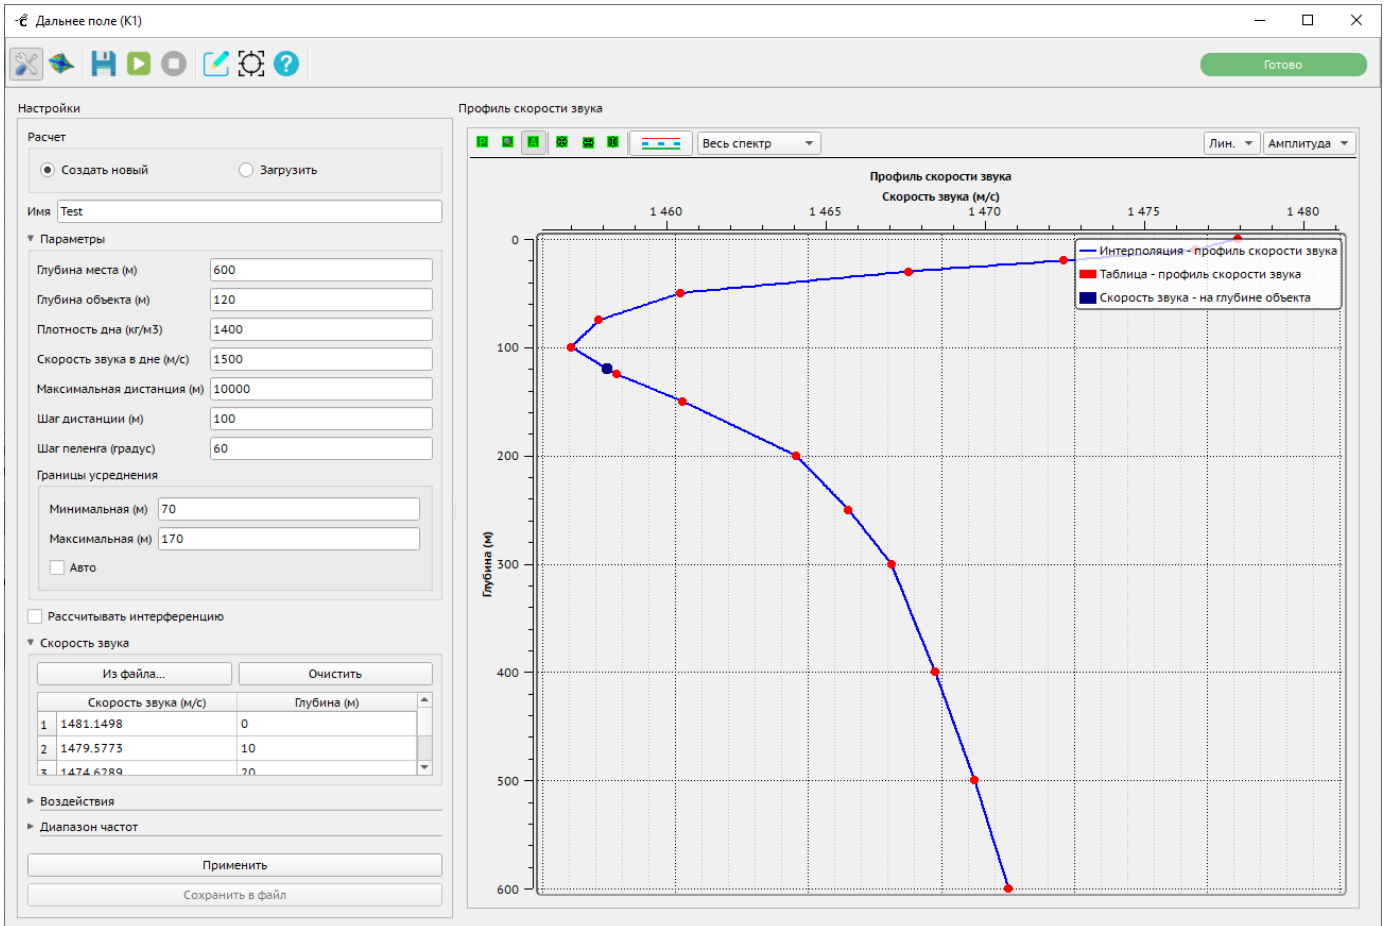 Дальнее поле (К1)
Готово
Настройки
Расчет
Создать новый
Загрузить
Имя
Test
Параметры
Глубина места (м)
600
Глубина объекта (м)
120
Плотность дна (кг/м3)
1400
Скорость звука в дне (м/с)
1500
Максимальная дистанция (м)
10000
Шаг дистанции (м)
100
Шаг пеленга (градус)
60
Границы усреднения
Минимальная (м)
70
Максимальная (м)
170
Авто
Рассчитывать интерференцию
Скорость звука
Из файла...
Очистить
Скорость звука (м/с)
Глубина (м)
1
1481.1498
0
2
1479.5773
10
3
1474.6289
20
Воздействия
Диапазон частот
Применить
Сохранить в файл
Профиль скорости звука
Весь спектр
Лин.
Амплитуда
Профиль скорости звука
Скорость звука (м/с)
1 460
1 465
1 470
1 475
1 480
Интерполяция - профиль скорости звука
Таблица - профиль скорости звука
Скорость звука - на глубине объекта
Глубина (м)
0
100
200
300
400
500
600